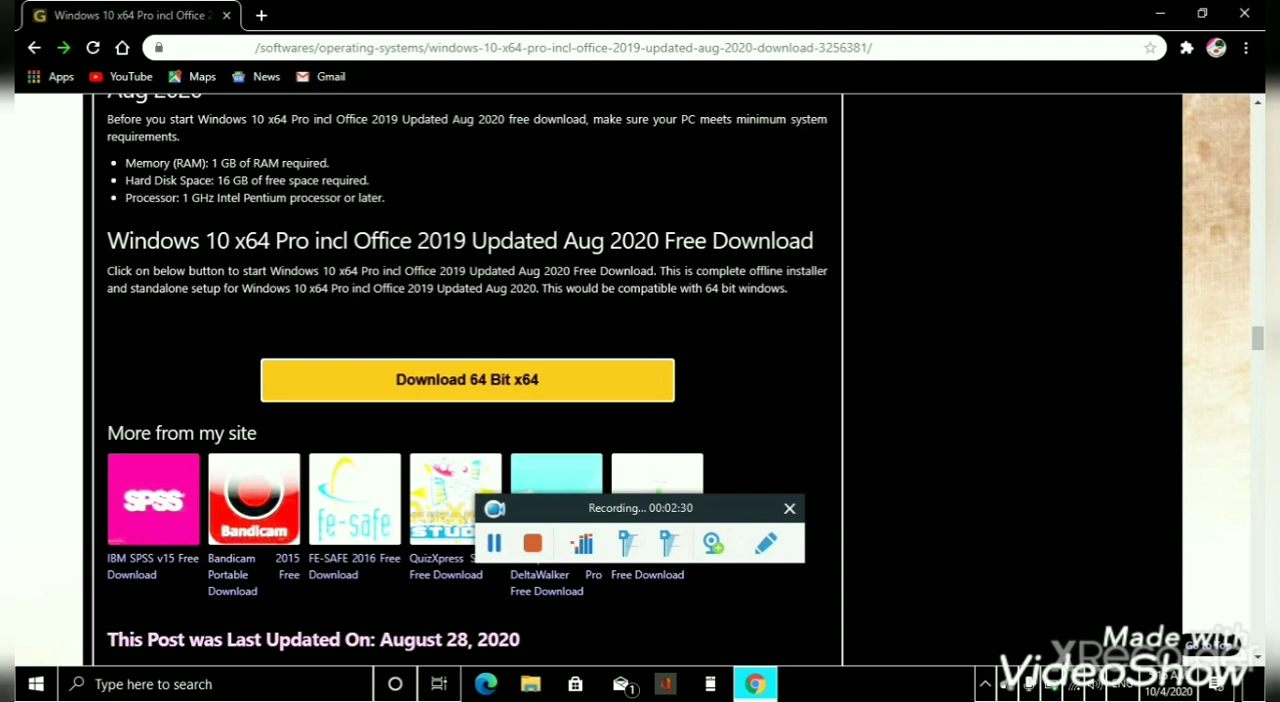 Windows 10 x64 Pro incl Office 2
/softwares/operating-systems/windows-10-x64-pro-incl-office-2019-updated-aug-2020-download-3256381/
Apps YouTube Maps News Gmail
Aug 2020
Before you start Windows 10 x64 Pro incl Office 2019 Updated Aug 2020 free download, make sure your PC meets minimum system
requirements.
Memory (RAM): 1 GB of RAM required.
Hard Disk Space: 16 GB of free space required.
Processor: 1 GHz Intel Pentium processor or later.
Windows 10 x64 Pro incl Office 2019 Updated Aug 2020 Free Download
Click on below button to start Windows 10 x64 Pro incl Office 2019 Updated Aug 2020 Free Download. This is complete offline installer
and standalone setup for Windows 10 x64 Pro incl Office 2019 Updated Aug 2020. This would be compatible with 64 bit windows.
Download 64 Bit x64
More from my site
SPSS
Bandicam
fe-safe
Recording... 00:02:30
IBM SPSS v15 Free Download
Bandicam 2015 Portable Free Download
FE-SAFE 2016 Free Download
QuizXpress S
Free Download
DeltaWalker Pro
Free Download
Free Download
This Post was Last Updated On: August 28, 2020
Go to Top
Made with
XRecorder
VideoShow
Type here to search
1
10/4/2020